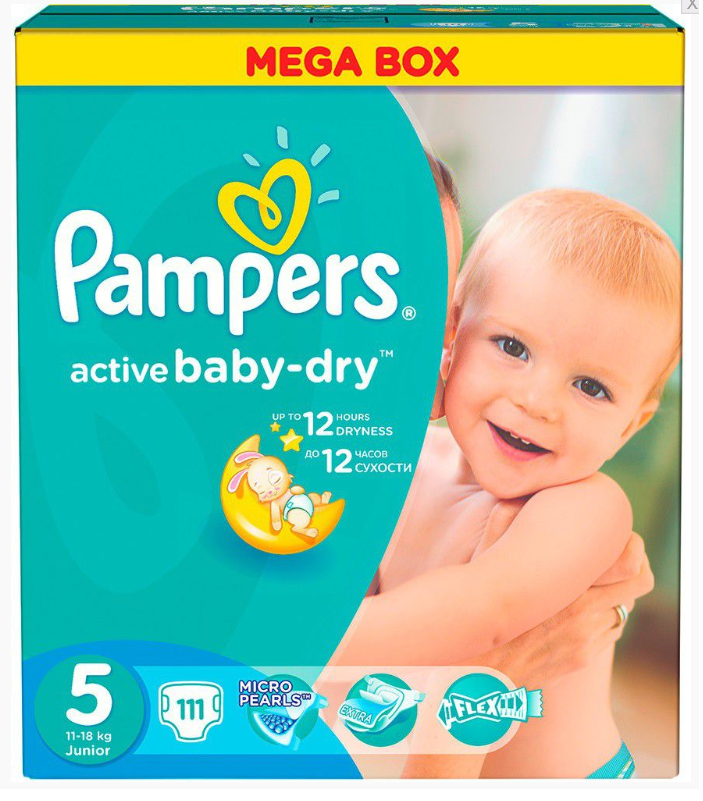 MEGA BOX
Pampers®
active baby-dry™
UP TO 12 HOURS DRYNESS
ДО 12 ЧАСОВ СУХОСТИ
5
11-18 kg
Junior
111
MICRO
PEARLS™
EXTRA
FLEX
X